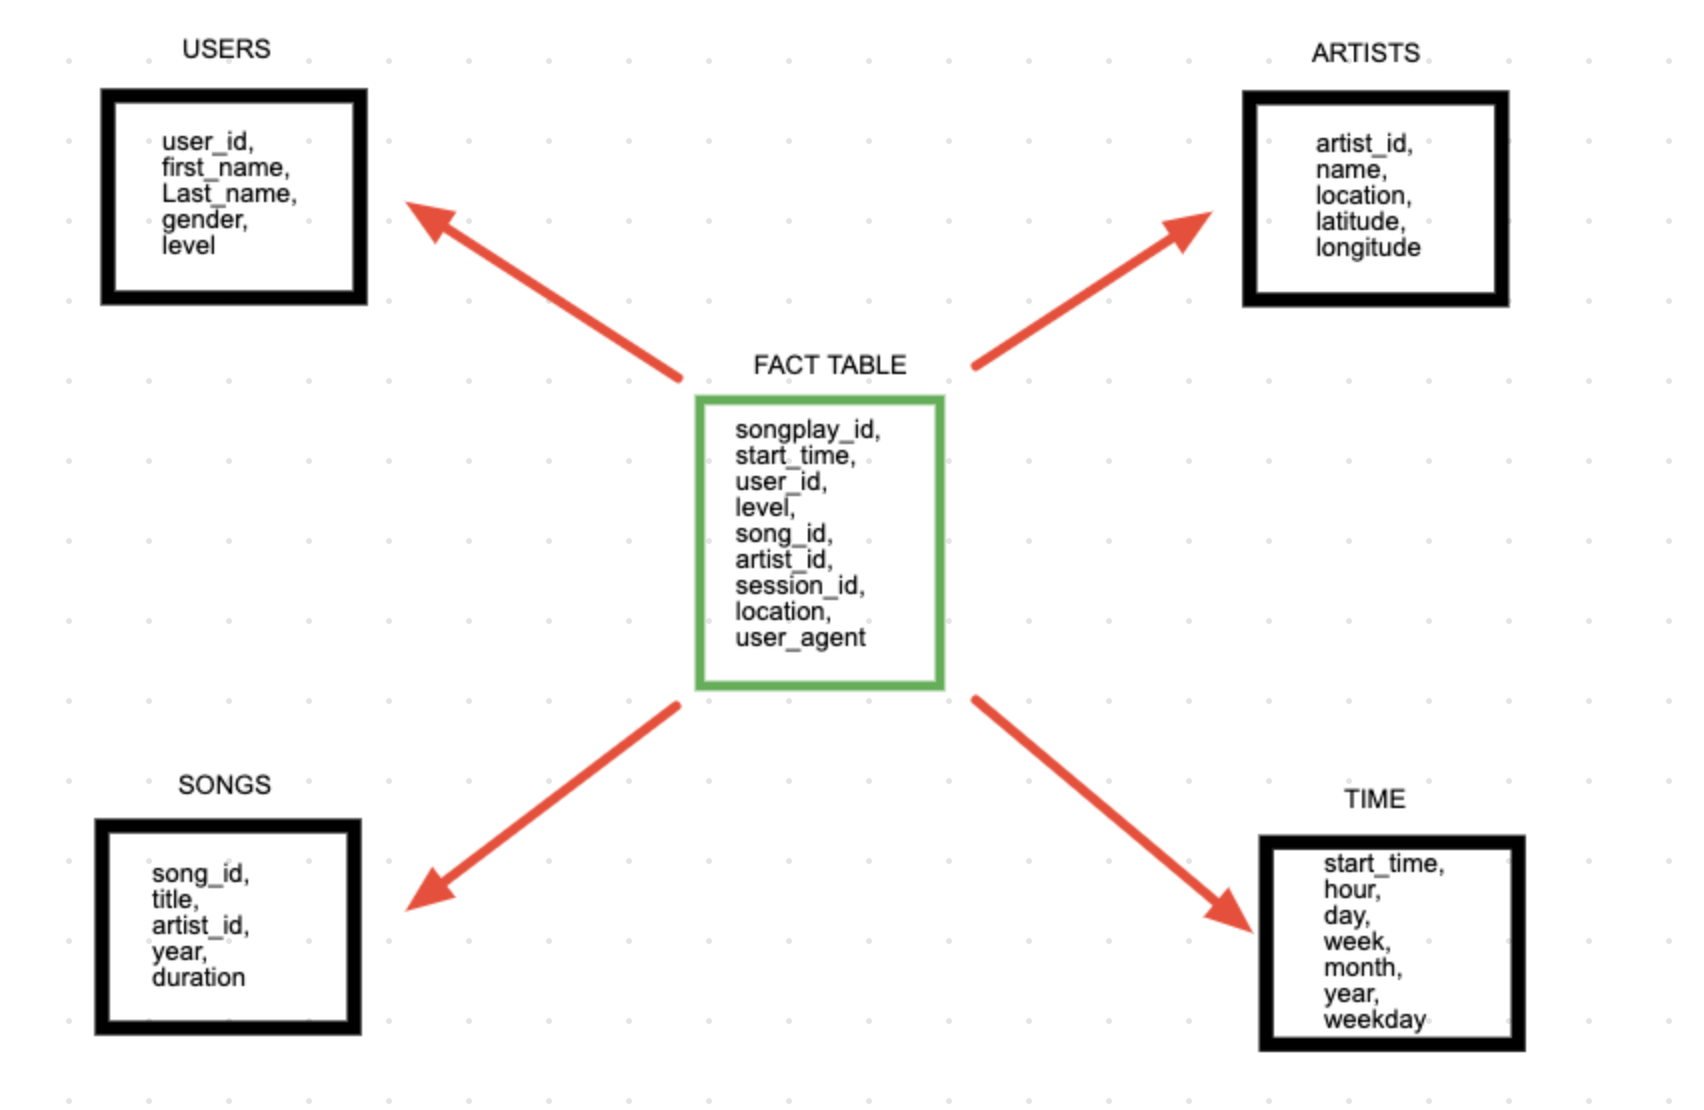 USERS
user_id,
first_name,
Last_name,
gender,
level
ARTISTS
artist_id,
name,
location,
latitude,
longitude
FACT TABLE
songplay_id,
start_time,
user_id,
level,
song_id,
artist_id,
session_id,
location,
user_agent
SONGS
song_id,
title,
artist_id,
year,
duration
TIME
start_time,
hour,
day,
week,
month,
year,
weekday